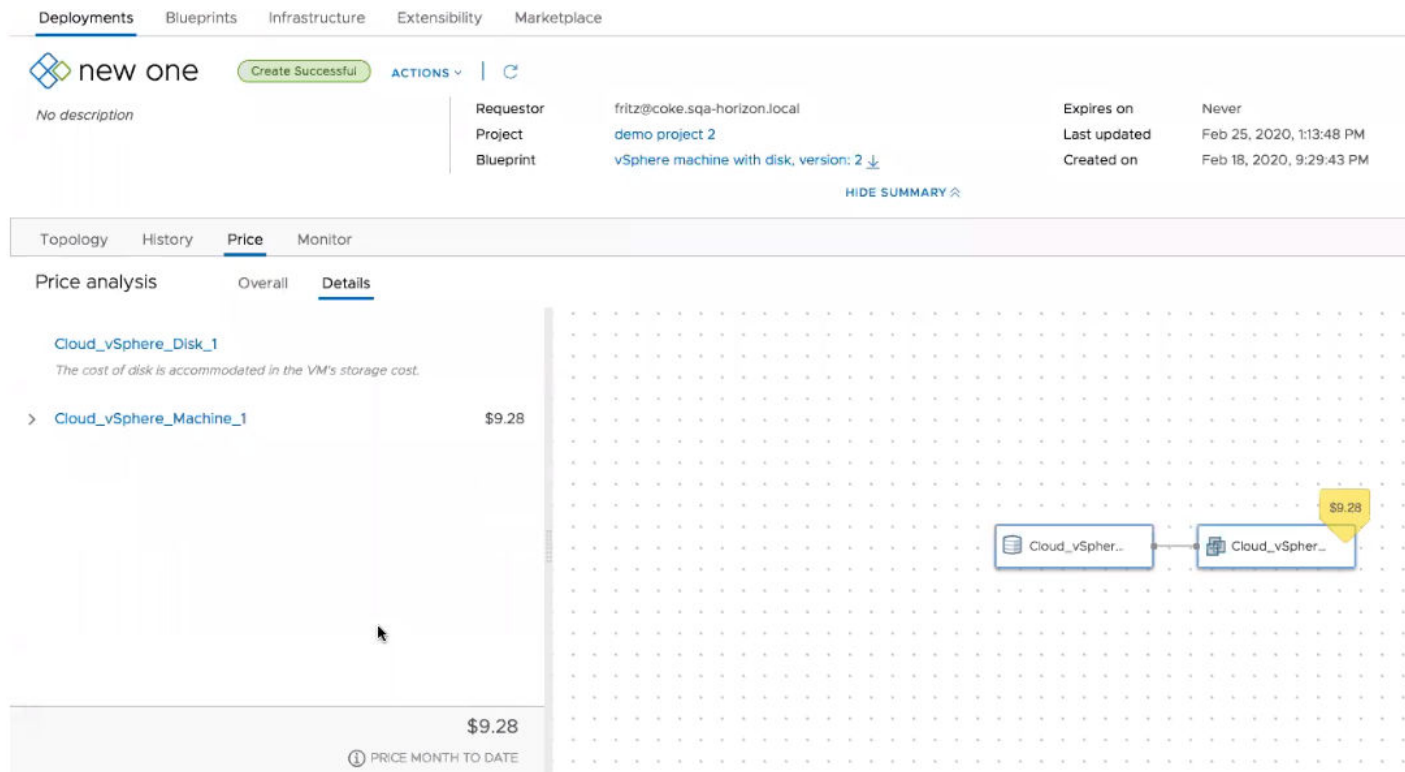 Deployments Blueprints Infrastructure Extensibility Marketplace
new one Create Successful ACTIONS
No description
Requestor fritz@coke.sqa-horizon.local Expires on Never
Project demo project 2 Last updated Feb 25, 2020, 1:13:48 PM
Blueprint vSphere machine with disk, version: 2 Created on Feb 18, 2020, 9:29:43 PM
HIDE SUMMARY
Topology History Price Monitor
Price analysis Overall Details
Cloud_vSphere_Disk_1
The cost of disk is accommodated in the VM's storage cost.
Cloud_vSphere_Machine_1 $9.28
$9.28
Cloud_vSpher... Cloud_vSpher...
$9.28
PRICE MONTH TO DATE